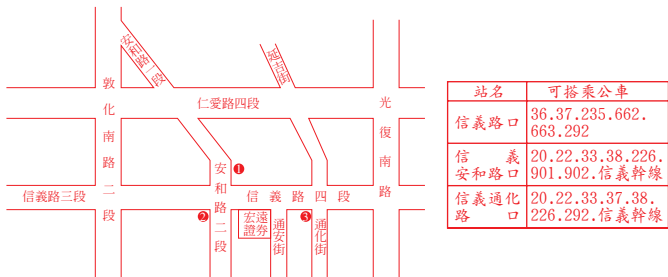 安和路一段
延吉街
敦化南路二段
仁愛路四段
光復南路
❶
安和路二段
信義路三段
信義路四段
❷
宏遠
證券
通安街
❸
通化街
站名 可搭乘公車
信義路口 36.37.235.662.
663.292
信義 20.22.33.38.226.
安和路口 901.902.信義幹線
信義通化 20.22.33.37.38.
路口 226.292.信義幹線